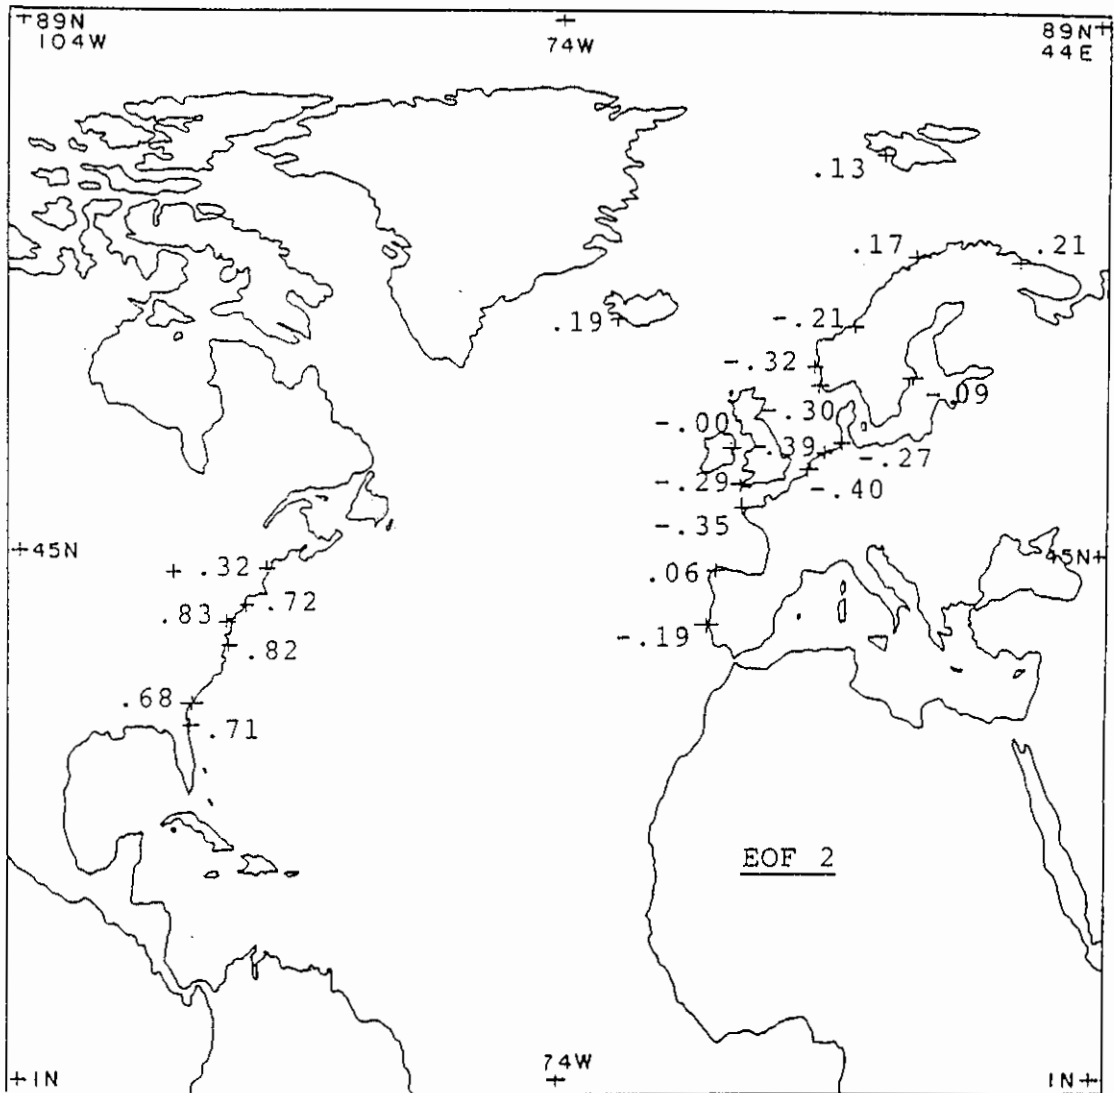 +89N
104W
74W
89N+
44E
.13
.17
.21
.19
-.21
-.32
-.09
-.30
-.00
-.39
-.27
-.29
-.40
-.35
+45N
45N+
+ .32
.06
.72
.83
-.19
.82
.68
.71
EOF 2
74W
+1N
1N+